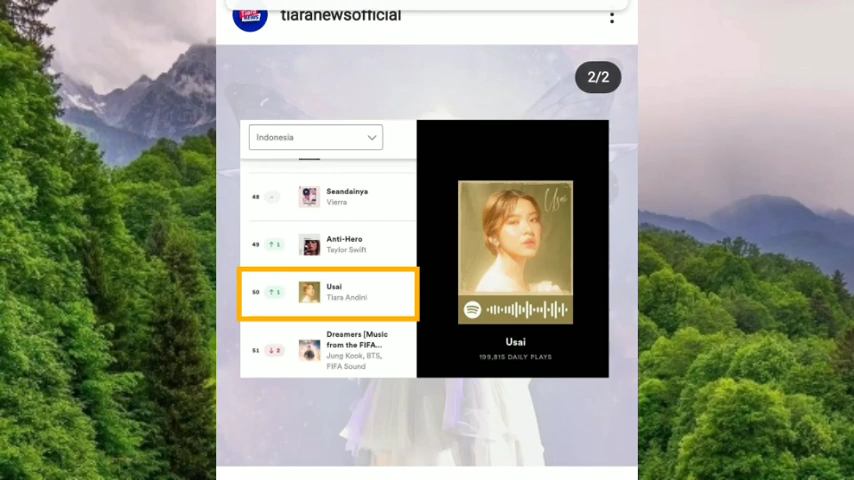 tiaranewsofficial
2/2
Indonesia
48
Seandainya
Vierra
49
1
Anti-Hero
Taylor Swift
50
1
Usai
Tiara Andini
51
2
Dreamers [Music
from the FIFA...
Jung Kook, BTS,
FIFA Sound
Usai
Usai
199,815 DAILY PLAYS